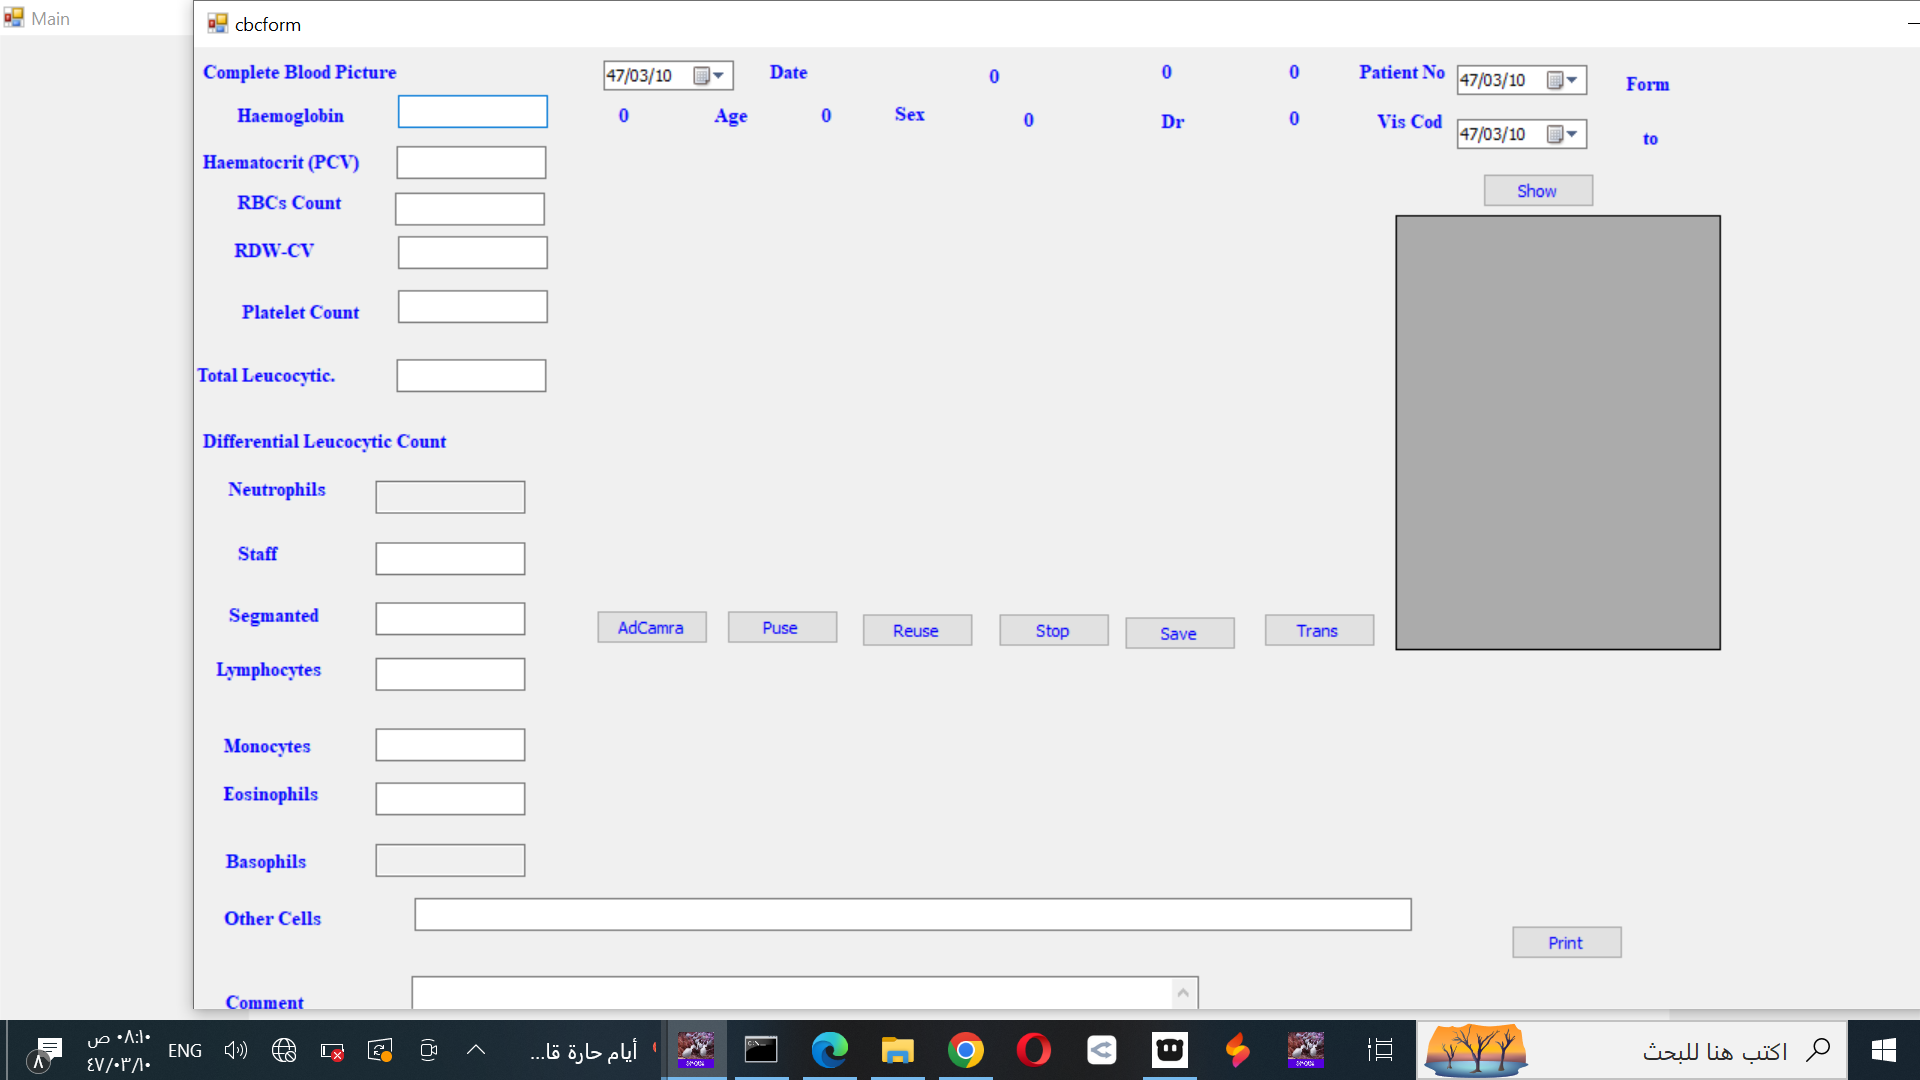 Main
cbcform
Complete Blood Picture
47/03/10
Date
0
0
0
Patient No
47/03/10
Form
Haemoglobin
0
Age
0
Sex
0
Dr
0
Vis Cod
47/03/10
to
Haematocrit (PCV)
Show
RBCs Count
RDW-CV
Platelet Count
Total Leucocytic.
Differential Leucocytic Count
Neutrophils
Staff
Segmanted
AdCamra
Puse
Reuse
Stop
Save
Trans
Lymphocytes
Monocytes
Eosinophils
Basophils
Other Cells
Print
Comment
٨
٠٨:١٠ ص
٤٧/٠٣/١٠
ENG
أيام حارة قا...
اكتب هنا للبحث